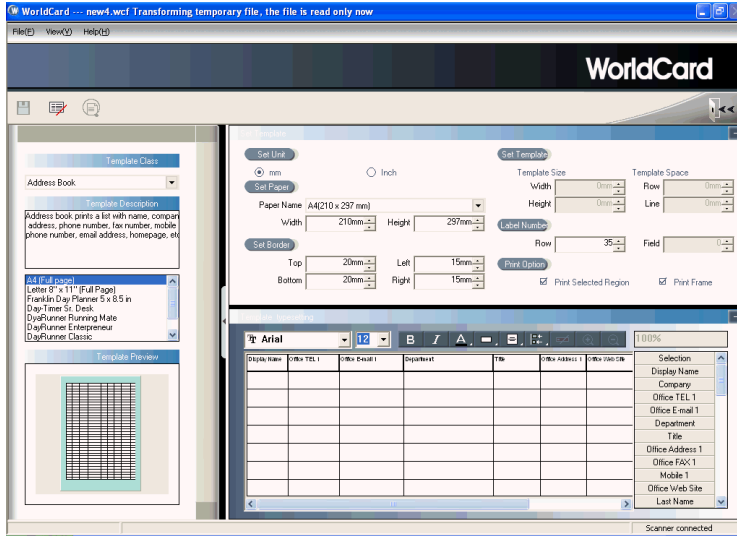 WorldCard --- new4.wcf Transforming temporary file, the file is read only now
File(F) View(V) Help(H)
WorldCard
Template Class
Address Book
Template Description
Address book prints a list with name, compan
address, phone number, fax number, mobile
phone number, email address, homepage, etc
A4 (Full page)
Letter 8" x 11" (Full Page)
Franklin Day Planner 5 x 8.5 in
Day-Timer Sr. Desk
DyaRunner Running Mate
DayRunner Enterpreneur
DayRunner Classic
Template Preview
Set Template
Set Unit
mm Inch
Set Paper
Paper Name A4(210 x 297 mm)
Width 210mm Height 297mm
Set Border
Top 20mm Left 15mm
Bottom 20mm Right 15mm
Set Template
Template Size Template Space
Width 0mm Row 0mm
Height 0mm Line 0mm
Label Number
Row 35 Field 0
Print Option
Print Selected Region Print Frame
Arial 12 B I A 100%
Display Name Office TEL 1 Office E-mail 1 Department Title Office Address 1 Office Web Site
Selection
Display Name
Company
Office TEL 1
Office E-mail 1
Department
Title
Office Address 1
Office FAX 1
Mobile 1
Office Web Site
Last Name
Scanner connected